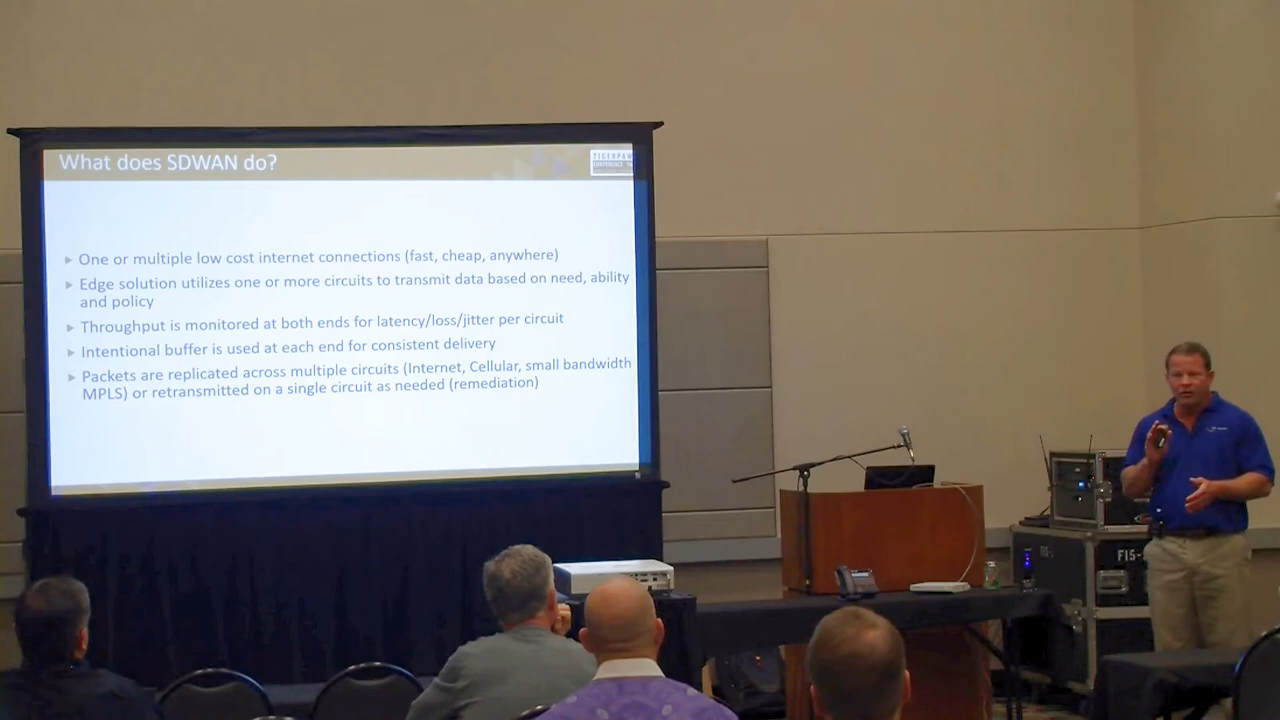 What does SDWAN do?
TIGERPAW
CONFERENCE
One or multiple low cost internet connections (fast, cheap, anywhere)
Edge solution utilizes one or more circuits to transmit data based on need, ability
and policy
Throughput is monitored at both ends for latency/loss/jitter per circuit
Intentional buffer is used at each end for consistent delivery
Packets are replicated across multiple circuits (Internet, Cellular, small bandwidth
MPLS) or retransmitted on a single circuit as needed (remediation)